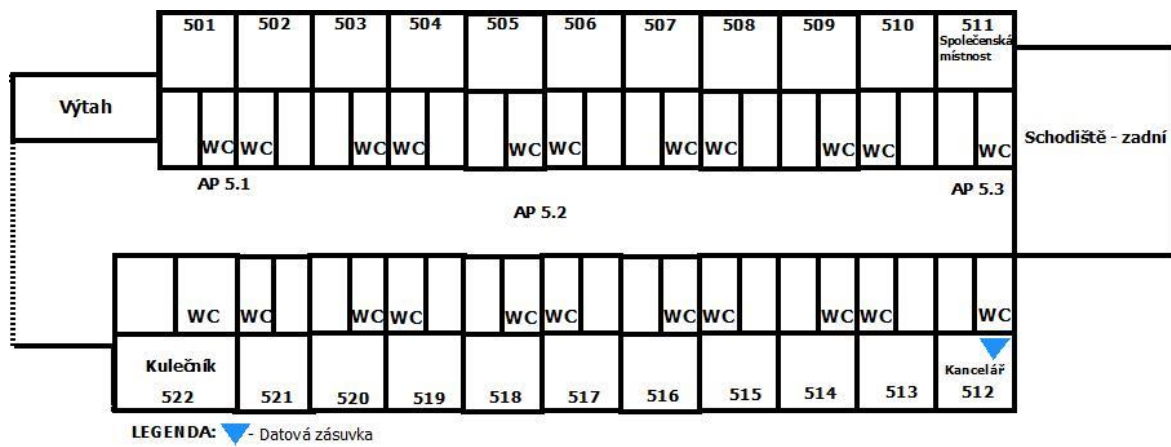 501 502 503 504 505 506 507 508 509 510 511
Společenská
místnost
Výtah
Schodiště - zadní
WC WC WC WC WC WC WC WC WC WC WC
AP 5.1
AP 5.3
AP 5.2
WC WC WC WC WC WC WC WC WC WC WC
Kulečník
Kancelář
522 521 520 519 518 517 516 515 514 513 512
LEGENDA: - Datová zásuvka